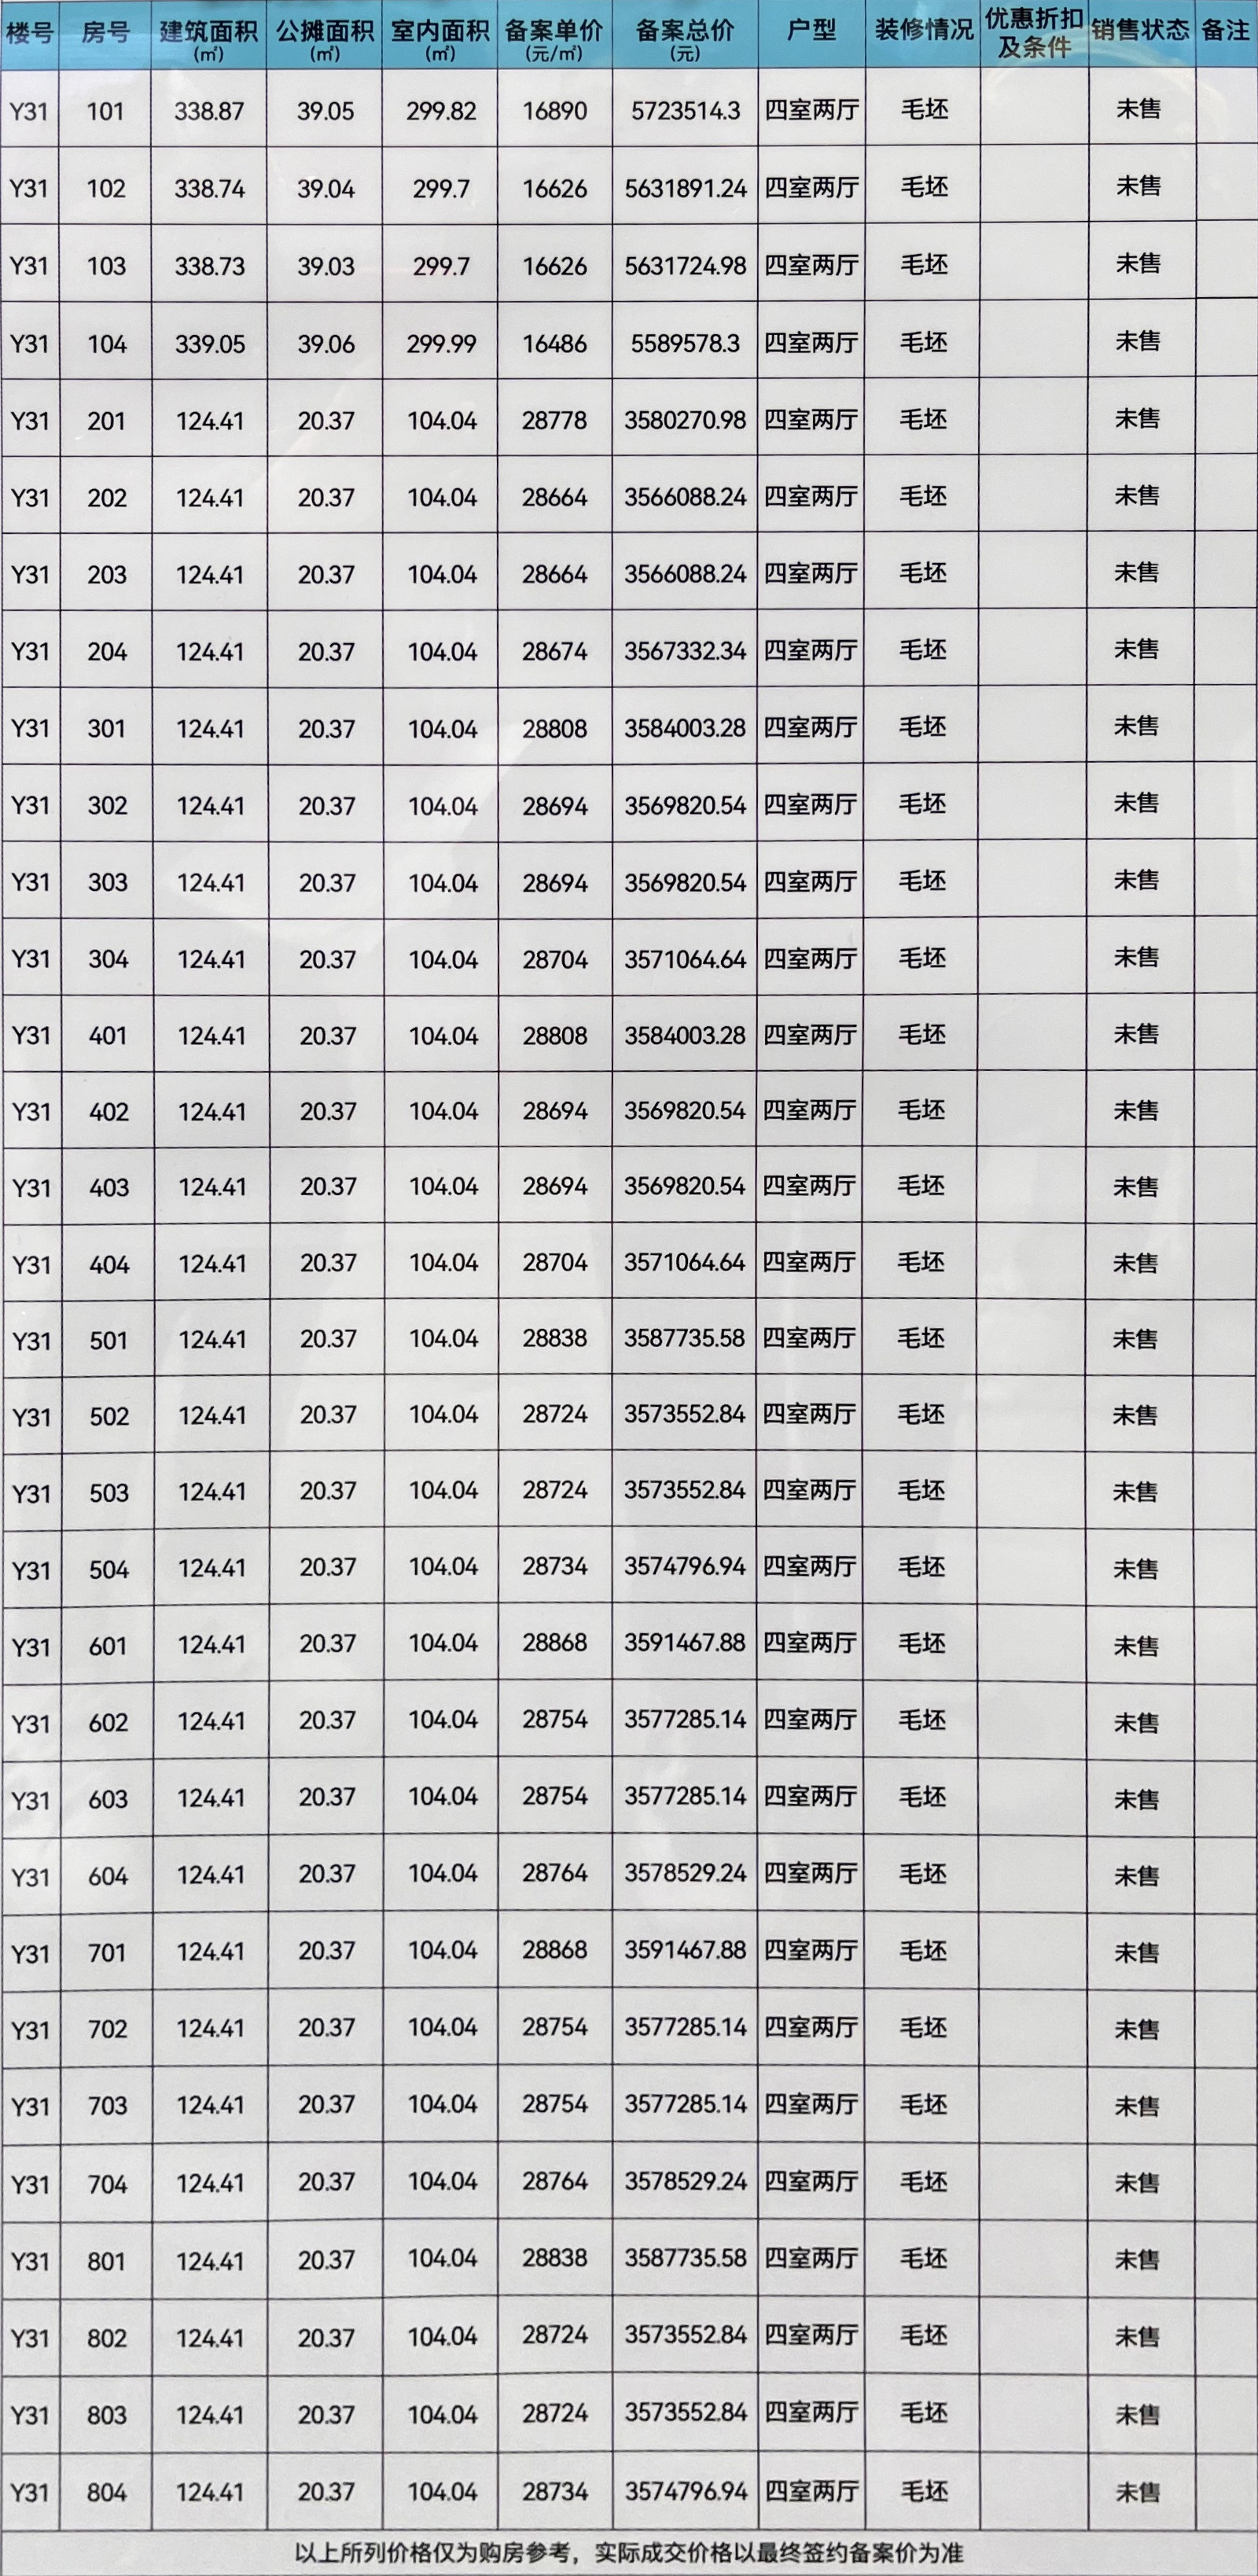 楼号 房号 建筑面积(㎡) 公摊面积(㎡) 室内面积(㎡) 备案单价(元/㎡) 备案总价(元) 户型 装修情况 优惠折扣及条件 销售状态 备注
Y31 101 338.87 39.05 299.82 16890 5723514.3 四室两厅 毛坯 未售
Y31 102 338.74 39.04 299.7 16626 5631891.24 四室两厅 毛坯 未售
Y31 103 338.73 39.03 299.7 16626 5631724.98 四室两厅 毛坯 未售
Y31 104 339.05 39.06 299.99 16486 5589578.3 四室两厅 毛坯 未售
Y31 201 124.41 20.37 104.04 28778 3580270.98 四室两厅 毛坯 未售
Y31 202 124.41 20.37 104.04 28664 3566088.24 四室两厅 毛坯 未售
Y31 203 124.41 20.37 104.04 28664 3566088.24 四室两厅 毛坯 未售
Y31 204 124.41 20.37 104.04 28674 3567332.34 四室两厅 毛坯 未售
Y31 301 124.41 20.37 104.04 28808 3584003.28 四室两厅 毛坯 未售
Y31 302 124.41 20.37 104.04 28694 3569820.54 四室两厅 毛坯 未售
Y31 303 124.41 20.37 104.04 28694 3569820.54 四室两厅 毛坯 未售
Y31 304 124.41 20.37 104.04 28704 3571064.64 四室两厅 毛坯 未售
Y31 401 124.41 20.37 104.04 28808 3584003.28 四室两厅 毛坯 未售
Y31 402 124.41 20.37 104.04 28694 3569820.54 四室两厅 毛坯 未售
Y31 403 124.41 20.37 104.04 28694 3569820.54 四室两厅 毛坯 未售
Y31 404 124.41 20.37 104.04 28704 3571064.64 四室两厅 毛坯 未售
Y31 501 124.41 20.37 104.04 28838 3587735.58 四室两厅 毛坯 未售
Y31 502 124.41 20.37 104.04 28724 3573552.84 四室两厅 毛坯 未售
Y31 503 124.41 20.37 104.04 28724 3573552.84 四室两厅 毛坯 未售
Y31 504 124.41 20.37 104.04 28734 3574796.94 四室两厅 毛坯 未售
Y31 601 124.41 20.37 104.04 28868 3591467.88 四室两厅 毛坯 未售
Y31 602 124.41 20.37 104.04 28754 3577285.14 四室两厅 毛坯 未售
Y31 603 124.41 20.37 104.04 28754 3577285.14 四室两厅 毛坯 未售
Y31 604 124.41 20.37 104.04 28764 3578529.24 四室两厅 毛坯 未售
Y31 701 124.41 20.37 104.04 28868 3591467.88 四室两厅 毛坯 未售
Y31 702 124.41 20.37 104.04 28754 3577285.14 四室两厅 毛坯 未售
Y31 703 124.41 20.37 104.04 28754 3577285.14 四室两厅 毛坯 未售
Y31 704 124.41 20.37 104.04 28764 3578529.24 四室两厅 毛坯 未售
Y31 801 124.41 20.37 104.04 28838 3587735.58 四室两厅 毛坯 未售
Y31 802 124.41 20.37 104.04 28724 3573552.84 四室两厅 毛坯 未售
Y31 803 124.41 20.37 104.04 28724 3573552.84 四室两厅 毛坯 未售
Y31 804 124.41 20.37 104.04 28734 3574796.94 四室两厅 毛坯 未售
以上所列价格仅为购房参考，实际成交价格以最终签约备案价为准